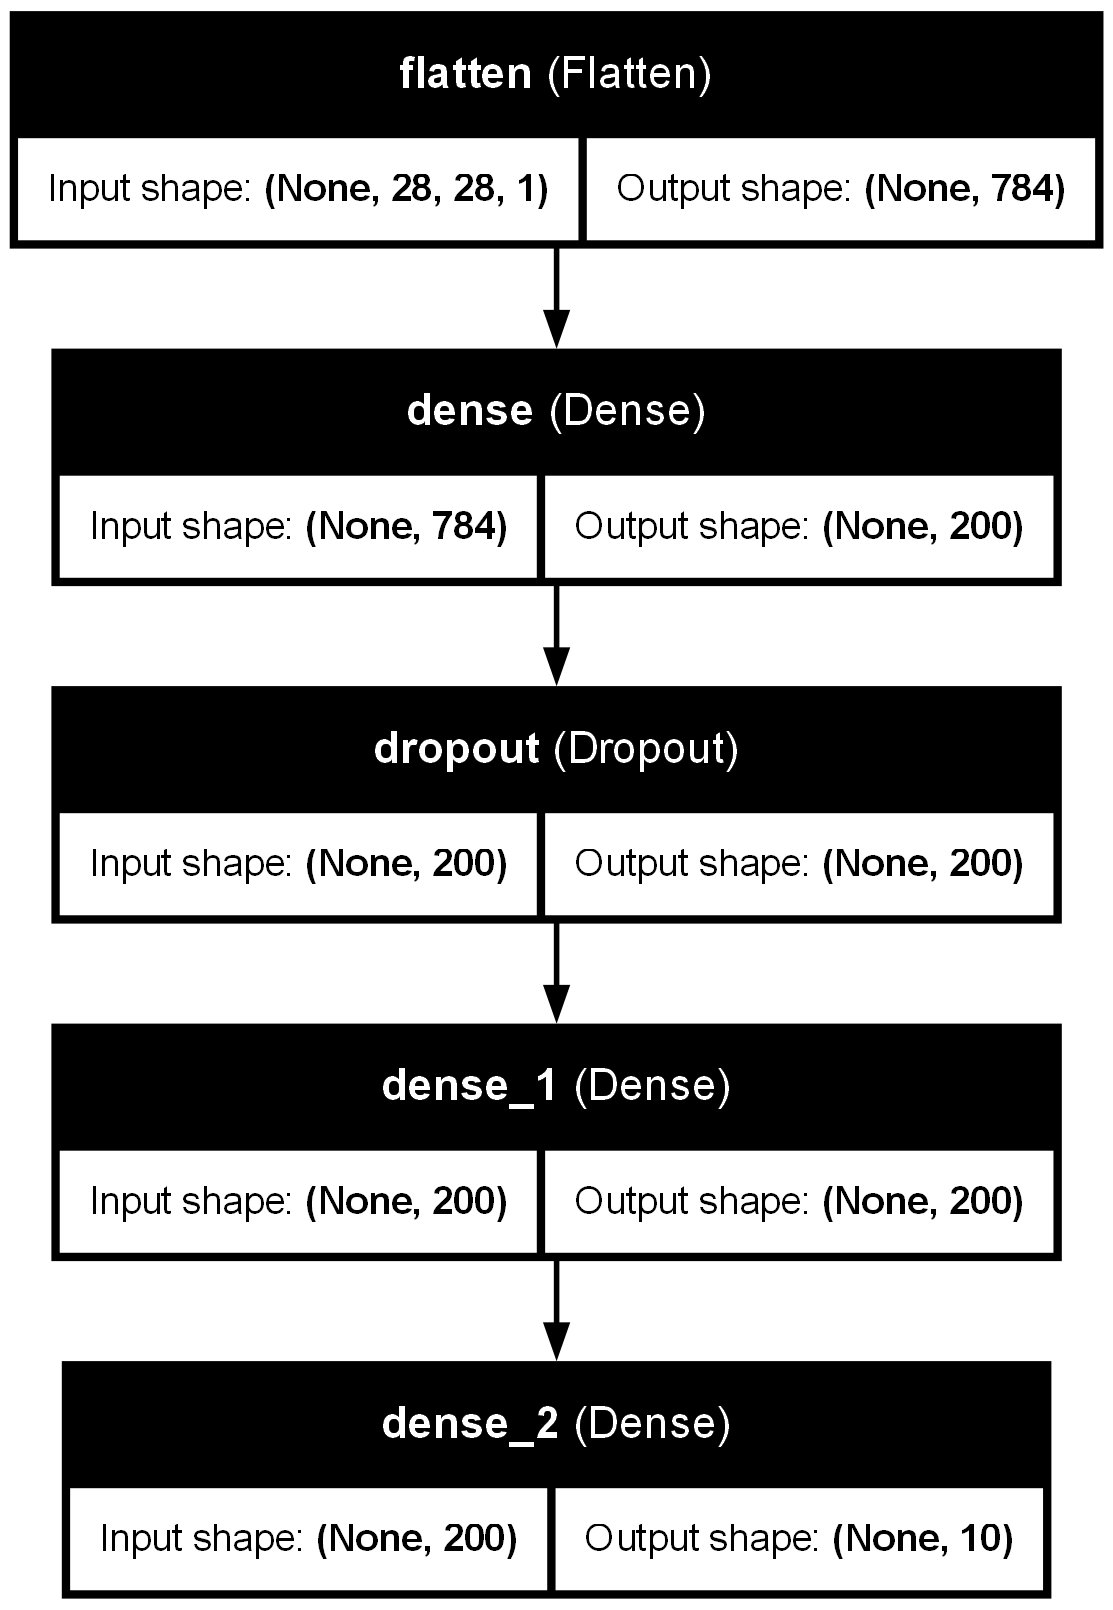 flatten (Flatten)
Input shape: (None, 28, 28, 1) Output shape: (None, 784)
dense (Dense)
Input shape: (None, 784) Output shape: (None, 200)
dropout (Dropout)
Input shape: (None, 200) Output shape: (None, 200)
dense_1 (Dense)
Input shape: (None, 200) Output shape: (None, 200)
dense_2 (Dense)
Input shape: (None, 200) Output shape: (None, 10)